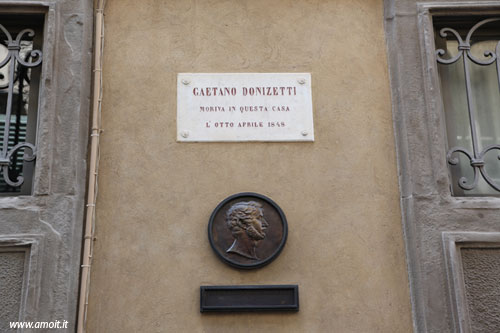 GAETANO DONIZETTI
MORIVA IN QUESTA CASA
L'OTTO APRILE 1848
www.amoit.it